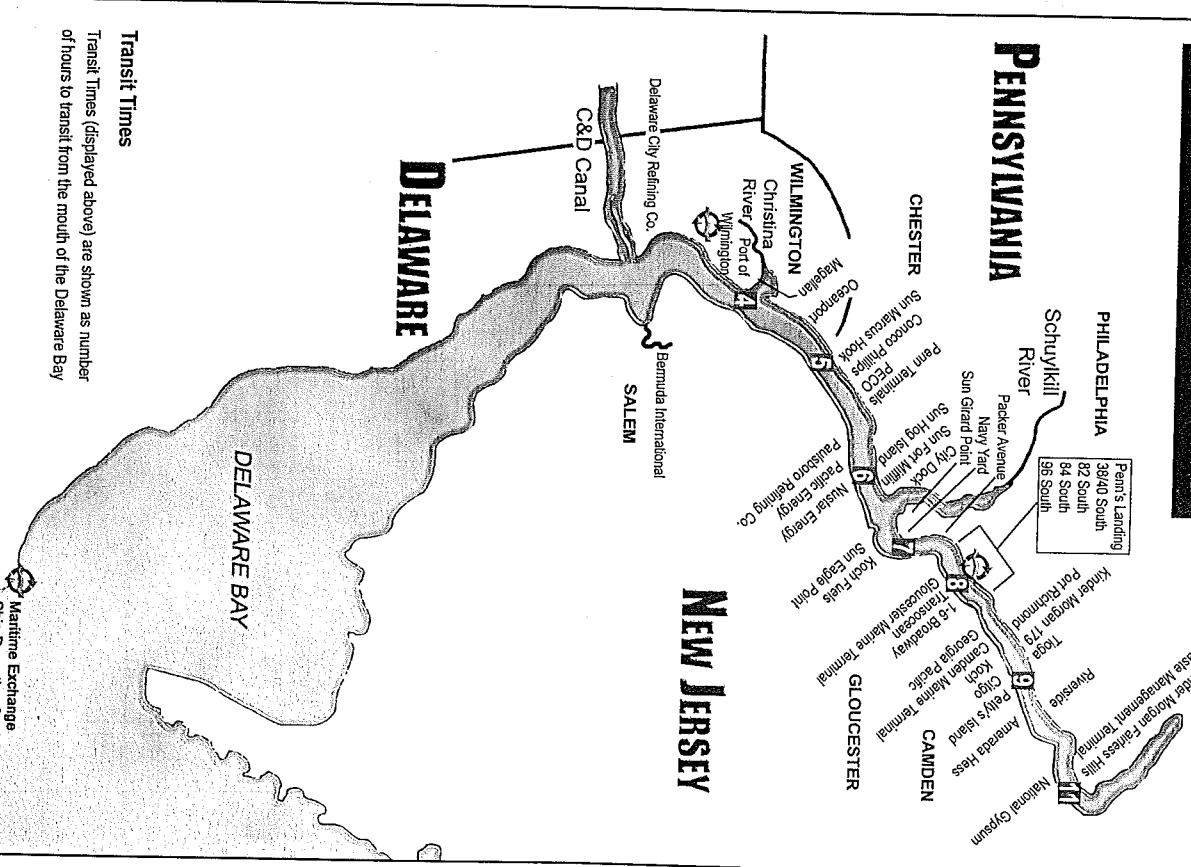 PENNSYLVANIA
PHILADELPHIA
Schuylkill
River
Penn's Landing
38/40 South
82 South
84 South
96 South
CHESTER
WILMINGTON
Christina
River
Port of
Wilmington
Magellan
Oceanport
Sun Marcus Hook
Conoco Phillips
PECO
Penn Terminals
Sun Hog Island
Sun Fort Mifflin
City Dock
Sun Girard Point
Navy Yard
Packer Avenue
Kinder Morgan 179
Port Richmond
Tioga
Riverside
Management Terminal
Morgan Fairless Hills
4
5
6
7
8
9
11
Delaware City Refining Co.
C&D Canal
DELAWARE
Bermuda International
SALEM
Paulsboro Refining Co.
Pacific Energy
Nustar Energy
Sun Eagle Point
Koch Fuels
Gloucester Marine Terminal
Transocean
1-6 Broadway
Georgia Pacific
Camden Marine Terminal
Koch
Citgo
Petty's Island
Amerada Hess
National Gypsum
GLOUCESTER
CAMDEN
NEW JERSEY
DELAWARE BAY
Maritime Exchange
Transit Times
Transit Times (displayed above) are shown as number
of hours to transit from the mouth of the Delaware Bay